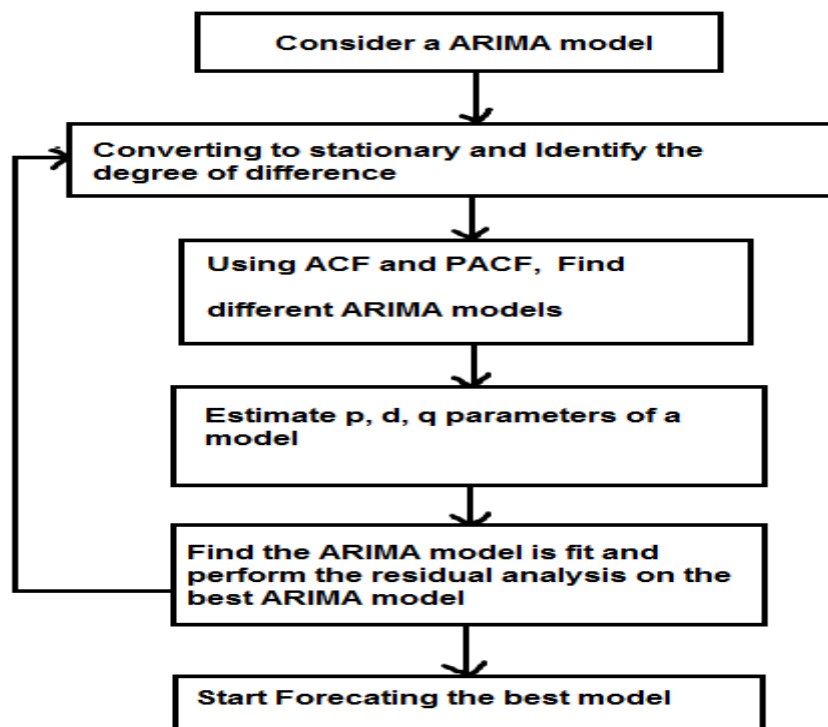 Consider a ARIMA model
Converting to stationary and Identify the
degree of difference
Using ACF and PACF, Find
different ARIMA models
Estimate p, d, q parameters of a
model
Find the ARIMA model is fit and
perform the residual analysis on the
best ARIMA model
Start Forecating the best model